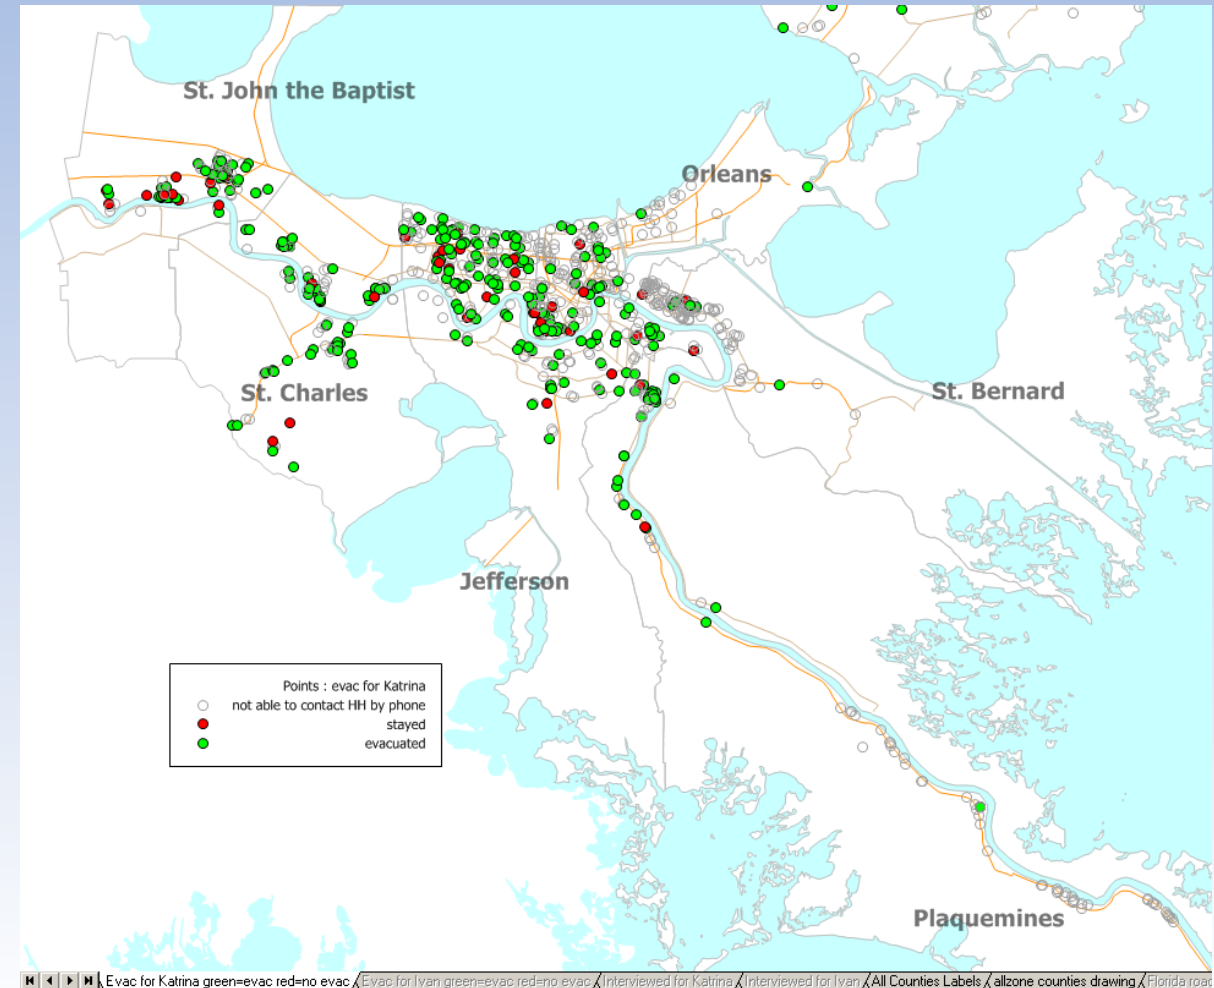 St. John the Baptist
Orleans
St. Charles
St. Bernard
Jefferson
Points : evac for Katrina
not able to contact HH by phone
stayed
evacuated
Plaquemines
Evac for Katrina green=evac red=no evac / Evac for Ivan green=evac red=no evac / Interviewed for Katrina / Interviewed for Ivan / All Counties Labels / allzone counties drawing / Florida road